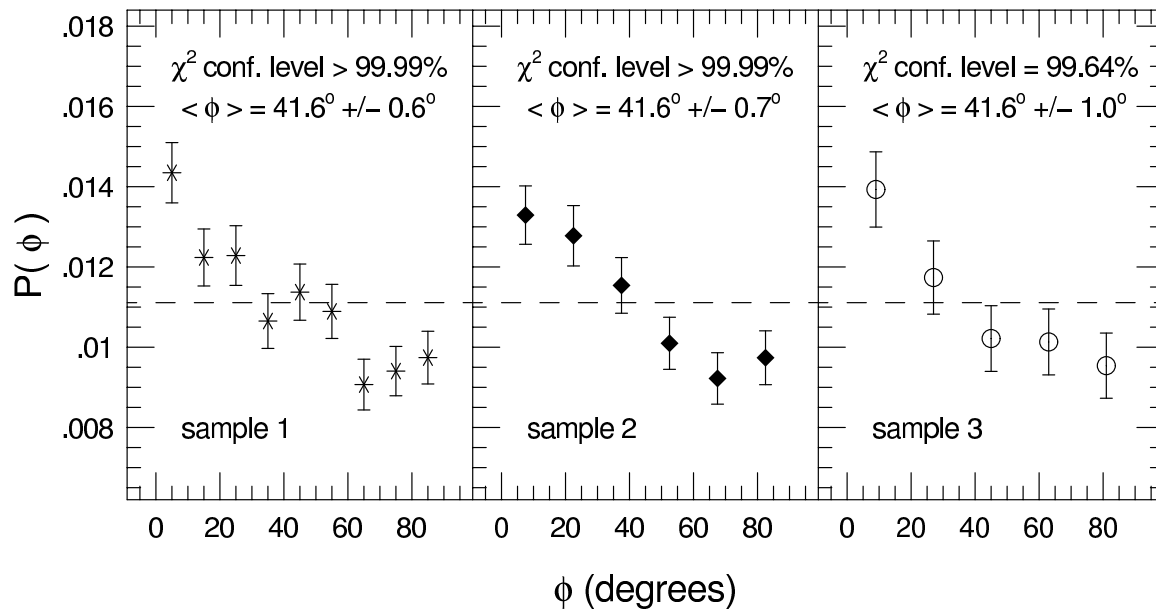 .018
.016
.014
.012
.01
.008
P( ϕ )
χ² conf. level > 99.99%
< ϕ > = 41.6° +/− 0.6°
sample 1
0 20 40 60 80
χ² conf. level > 99.99%
< ϕ > = 41.6° +/− 0.7°
sample 2
0 20 40 60 80
χ² conf. level = 99.64%
< ϕ > = 41.6° +/− 1.0°
sample 3
0 20 40 60 80
ϕ (degrees)